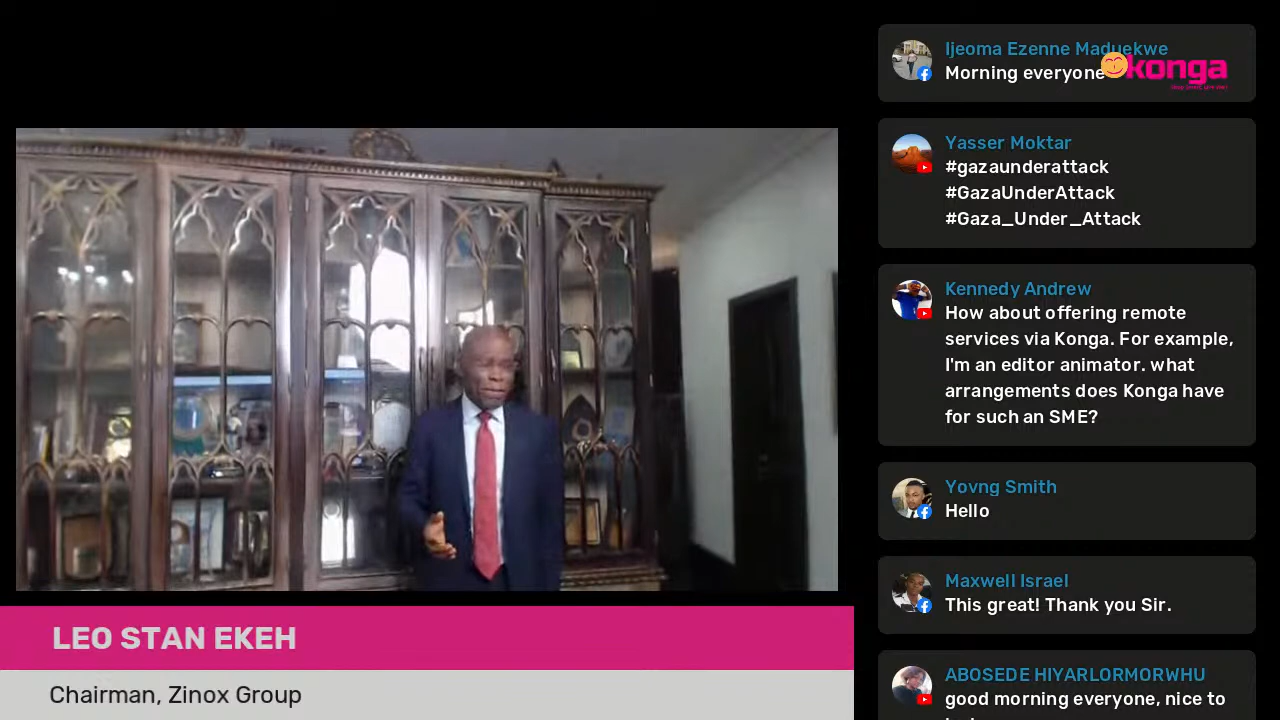 Ijeoma Ezenne Maduekwe
Morning everyone
konga
Yasser Moktar
#gazaunderattack
#GazaUnderAttack
#Gaza_Under_Attack
Kennedy Andrew
How about offering remote
services via Konga. For example,
I'm an editor animator. what
arrangements does Konga have
for such an SME?
Yovng Smith
Hello
Maxwell Israel
This great! Thank you Sir.
ABOSEDE HIYARLORMORWHU
good morning everyone, nice to
LEO STAN EKEH
Chairman, Zinox Group